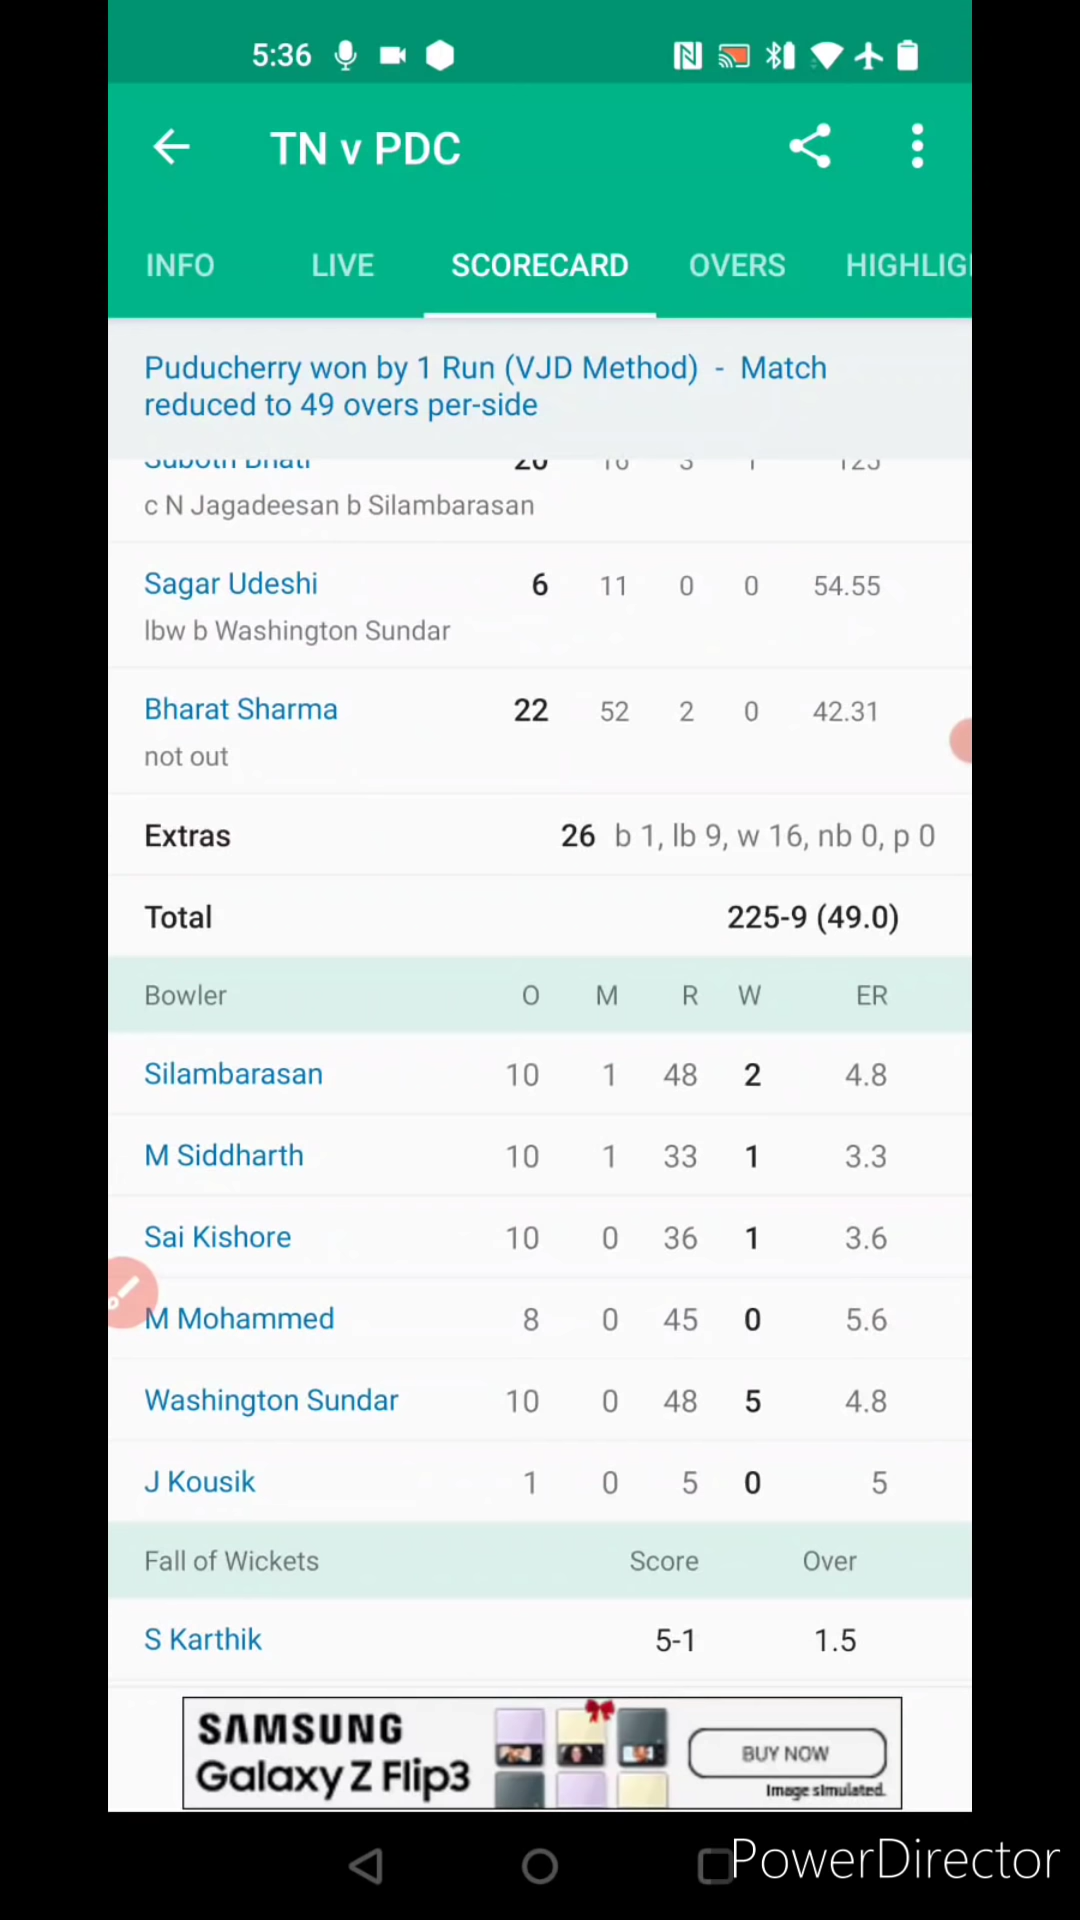 5:36
TN v PDC
INFO LIVE SCORECARD OVERS HIGHLIG
Puducherry won by 1 Run (VJD Method) - Match
reduced to 49 overs per-side
c N Jagadeesan b Silambarasan
Sagar Udeshi 6 11 0 0 54.55
lbw b Washington Sundar
Bharat Sharma 22 52 2 0 42.31
not out
Extras 26 b 1, lb 9, w 16, nb 0, p 0
Total 225-9 (49.0)
Bowler O M R W ER
Silambarasan 10 1 48 2 4.8
M Siddharth 10 1 33 1 3.3
Sai Kishore 10 0 36 1 3.6
M Mohammed 8 0 45 0 5.6
Washington Sundar 10 0 48 5 4.8
J Kousik 1 0 5 0 5
Fall of Wickets Score Over
S Karthik 5-1 1.5
SAMSUNG
Galaxy Z Flip3
BUY NOW
Image simulated.
PowerDirector